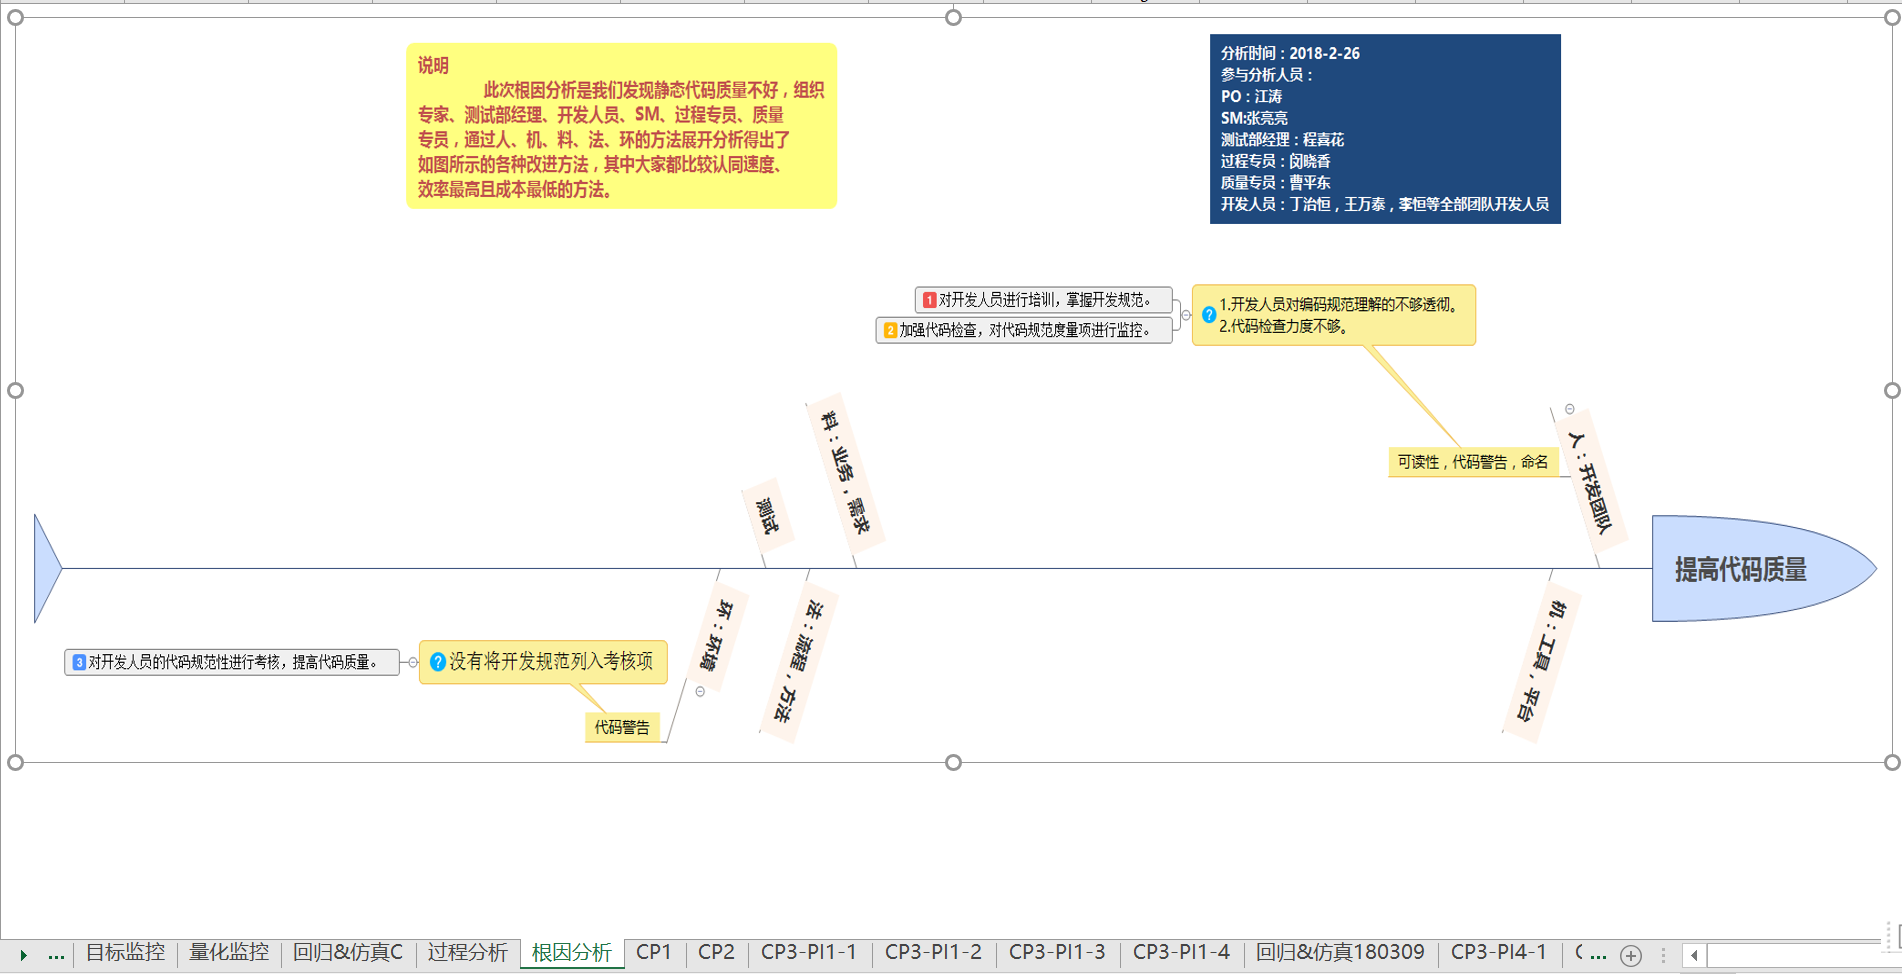 说明
此次根因分析是我们发现静态代码质量不好，组织
专家、测试部经理、开发人员、SM、过程专员、质量
专员，通过人、机、料、法、环的方法展开分析得出了
如图所示的各种改进方法，其中大家都比较认同速度、
效率最高且成本最低的方法。
分析时间：2018-2-26
参与分析人员：
PO：江涛
SM:张亮亮
测试部经理：程喜花
过程专员：闵晓香
质量专员：曹平东
开发人员：丁治恒，王万泰，李恒等全部团队开发人员
1 对开发人员进行培训，掌握开发规范。
2 加强代码检查，对代码规范度量项进行监控。
? 1.开发人员对编码规范理解的不够透彻。
2.代码检查力度不够。
可读性，代码警告，命名
人：开发团队
料：业务，需求
测试
提高代码质量
环：环境
法：流程，方法
机：工具，平台
3 对开发人员的代码规范性进行考核，提高代码质量。
? 没有将开发规范列入考核项
代码警告
... 目标监控 量化监控 回归&仿真C 过程分析 根因分析 CP1 CP2 CP3-PI1-1 CP3-PI1-2 CP3-PI1-3 CP3-PI1-4 回归&仿真180309 CP3-PI4-1 ...